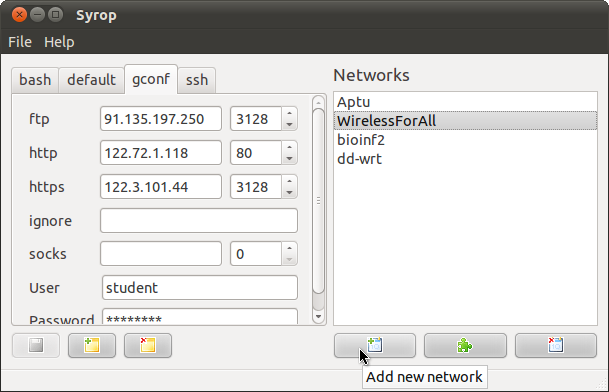 Syrop
File Help
bash default gconf ssh
ftp 91.135.197.250 3128
http 122.72.1.118 80
https 122.3.101.44 3128
ignore
socks 0
User student
Password ********
Networks
Aptu
WirelessForAll
bioinf2
dd-wrt
Add new network